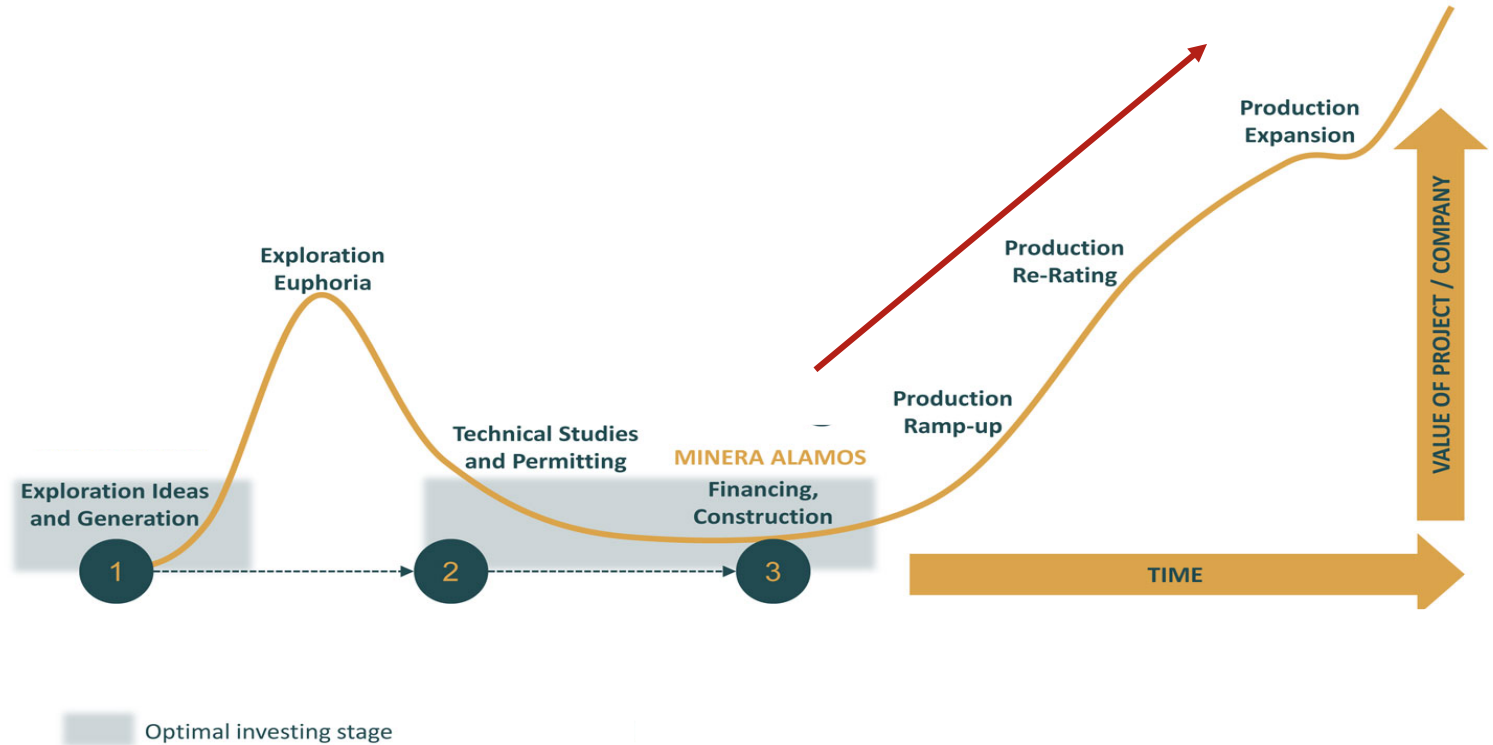 Production
Expansion
Exploration
Euphoria
Production
Re-Rating
VALUE OF PROJECT / COMPANY
Production
Ramp-up
Technical Studies
and Permitting
MINERA ALAMOS
Exploration Ideas
and Generation
Financing,
Construction
1
2
3
TIME
Optimal investing stage